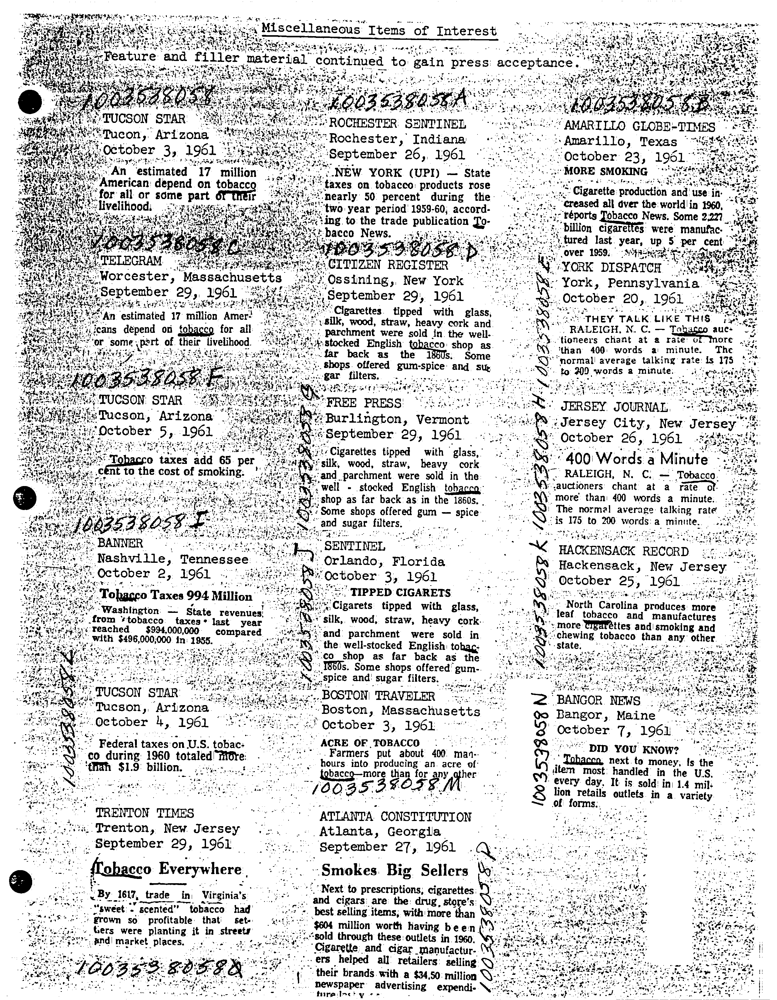 Miscellaneous Items of Interest
Feature and filler material continued to gain press acceptance.
1003538058
TUCSON STAR
Tucon, Arizona
October 3, 1961
An estimated 17 million
American depend on tobacco
for all or some part of their
livelihood.
1003538058A
ROCHESTER SENTINEL
Rochester, Indiana
September 26, 1961
NEW YORK (UPI) — State
taxes on tobacco products rose
nearly 50 percent during the
two year period 1959-60, accord-
ing to the trade publication To-
bacco News.
1003538058B
AMARILLO GLOBE-TIMES
Amarillo, Texas
October 23, 1961
MORE SMOKING
Cigarette production and use in-
creased all over the world in 1960,
reports Tobacco News. Some 2,227
billion cigarettes were manufac-
tured last year, up 5 per cent
over 1959.
1003538058C
TELEGRAM
Worcester, Massachusetts
September 29, 1961
An estimated 17 million Amer-
icans depend on tobacco for all
or some part of their livelihood.
1003538058D
CITIZEN REGISTER
Ossining, New York
September 29, 1961
Cigarettes tipped with glass,
silk, wood, straw, heavy cork and
parchment were sold in the well-
stocked English tobacco shop as
far back as the 1860s. Some
shops offered gum-spice and su-
gar filters.
1003538058E
YORK DISPATCH
York, Pennsylvania
October 20, 1961
THEY TALK LIKE THIS
RALEIGH, N. C. — Tobacco auc-
tioneers chant at a rate of more
than 400 words a minute. The
normal average talking rate is 175
to 200 words a minute.
1003538058F
TUCSON STAR
Tucson, Arizona
October 5, 1961
Tobacco taxes add 65 per
cent to the cost of smoking.
1003538058G
FREE PRESS
Burlington, Vermont
September 29, 1961
Cigarettes tipped with glass,
silk, wood, straw, heavy cork
and parchment were sold in the
well - stocked English tobacco
shop as far back as in the 1860s.
Some shops offered gum — spice
and sugar filters.
1003538058H
JERSEY JOURNAL
Jersey City, New Jersey
October 26, 1961
400 Words a Minute
RALEIGH, N. C. — Tobacco
auctioneers chant at a rate of
more than 400 words a minute.
The normal average talking rate
is 175 to 200 words a minute.
1003538058I
BANNER
Nashville, Tennessee
October 2, 1961
Tobacco Taxes 994 Million
Washington — State revenues
from tobacco taxes last year
reached $994,000,000 compared
with $496,000,000 in 1955.
1003538058J
SENTINEL
Orlando, Florida
October 3, 1961
TIPPED CIGARETS
Cigarets tipped with glass,
silk, wood, straw, heavy cork
and parchment were sold in
the well-stocked English tobac-
co shop as far back as the
1860s. Some shops offered gum-
spice and sugar filters.
1003538058K
HACKENSACK RECORD
Hackensack, New Jersey
October 25, 1961
North Carolina produces more
leaf tobacco and manufactures
more cigarettes and smoking and
chewing tobacco than any other
state.
1003538058L
TUCSON STAR
Tucson, Arizona
October 4, 1961
Federal taxes on U.S. tobac-
co during 1960 totaled more
than $1.9 billion.
BOSTON TRAVELER
Boston, Massachusetts
October 3, 1961
ACRE OF TOBACCO
Farmers put about 400 man-
hours into producing an acre of
tobacco—more than for any other
1003538058M
1003538058N
BANGOR NEWS
Bangor, Maine
October 7, 1961
DID YOU KNOW?
Tobacco, next to money, is the
item most handled in the U.S.
every day. It is sold in 1.4 mil-
lion retails outlets in a variety
of forms.
TRENTON TIMES
Trenton, New Jersey
September 29, 1961
Tobacco Everywhere
By 1617, trade in Virginia's
"sweet - scented" tobacco had
grown so profitable that set-
tlers were planting it in streets
and market places.
ATLANTA CONSTITUTION
Atlanta, Georgia
September 27, 1961
Smokes Big Sellers
Next to prescriptions, cigarettes
and cigars are the drug store's
best selling items, with more than
$604 million worth having been
sold through these outlets in 1960.
Cigarette and cigar manufactur-
ers helped all retailers selling
their brands with a $34.50 million
newspaper advertising expendi-
1003538058P